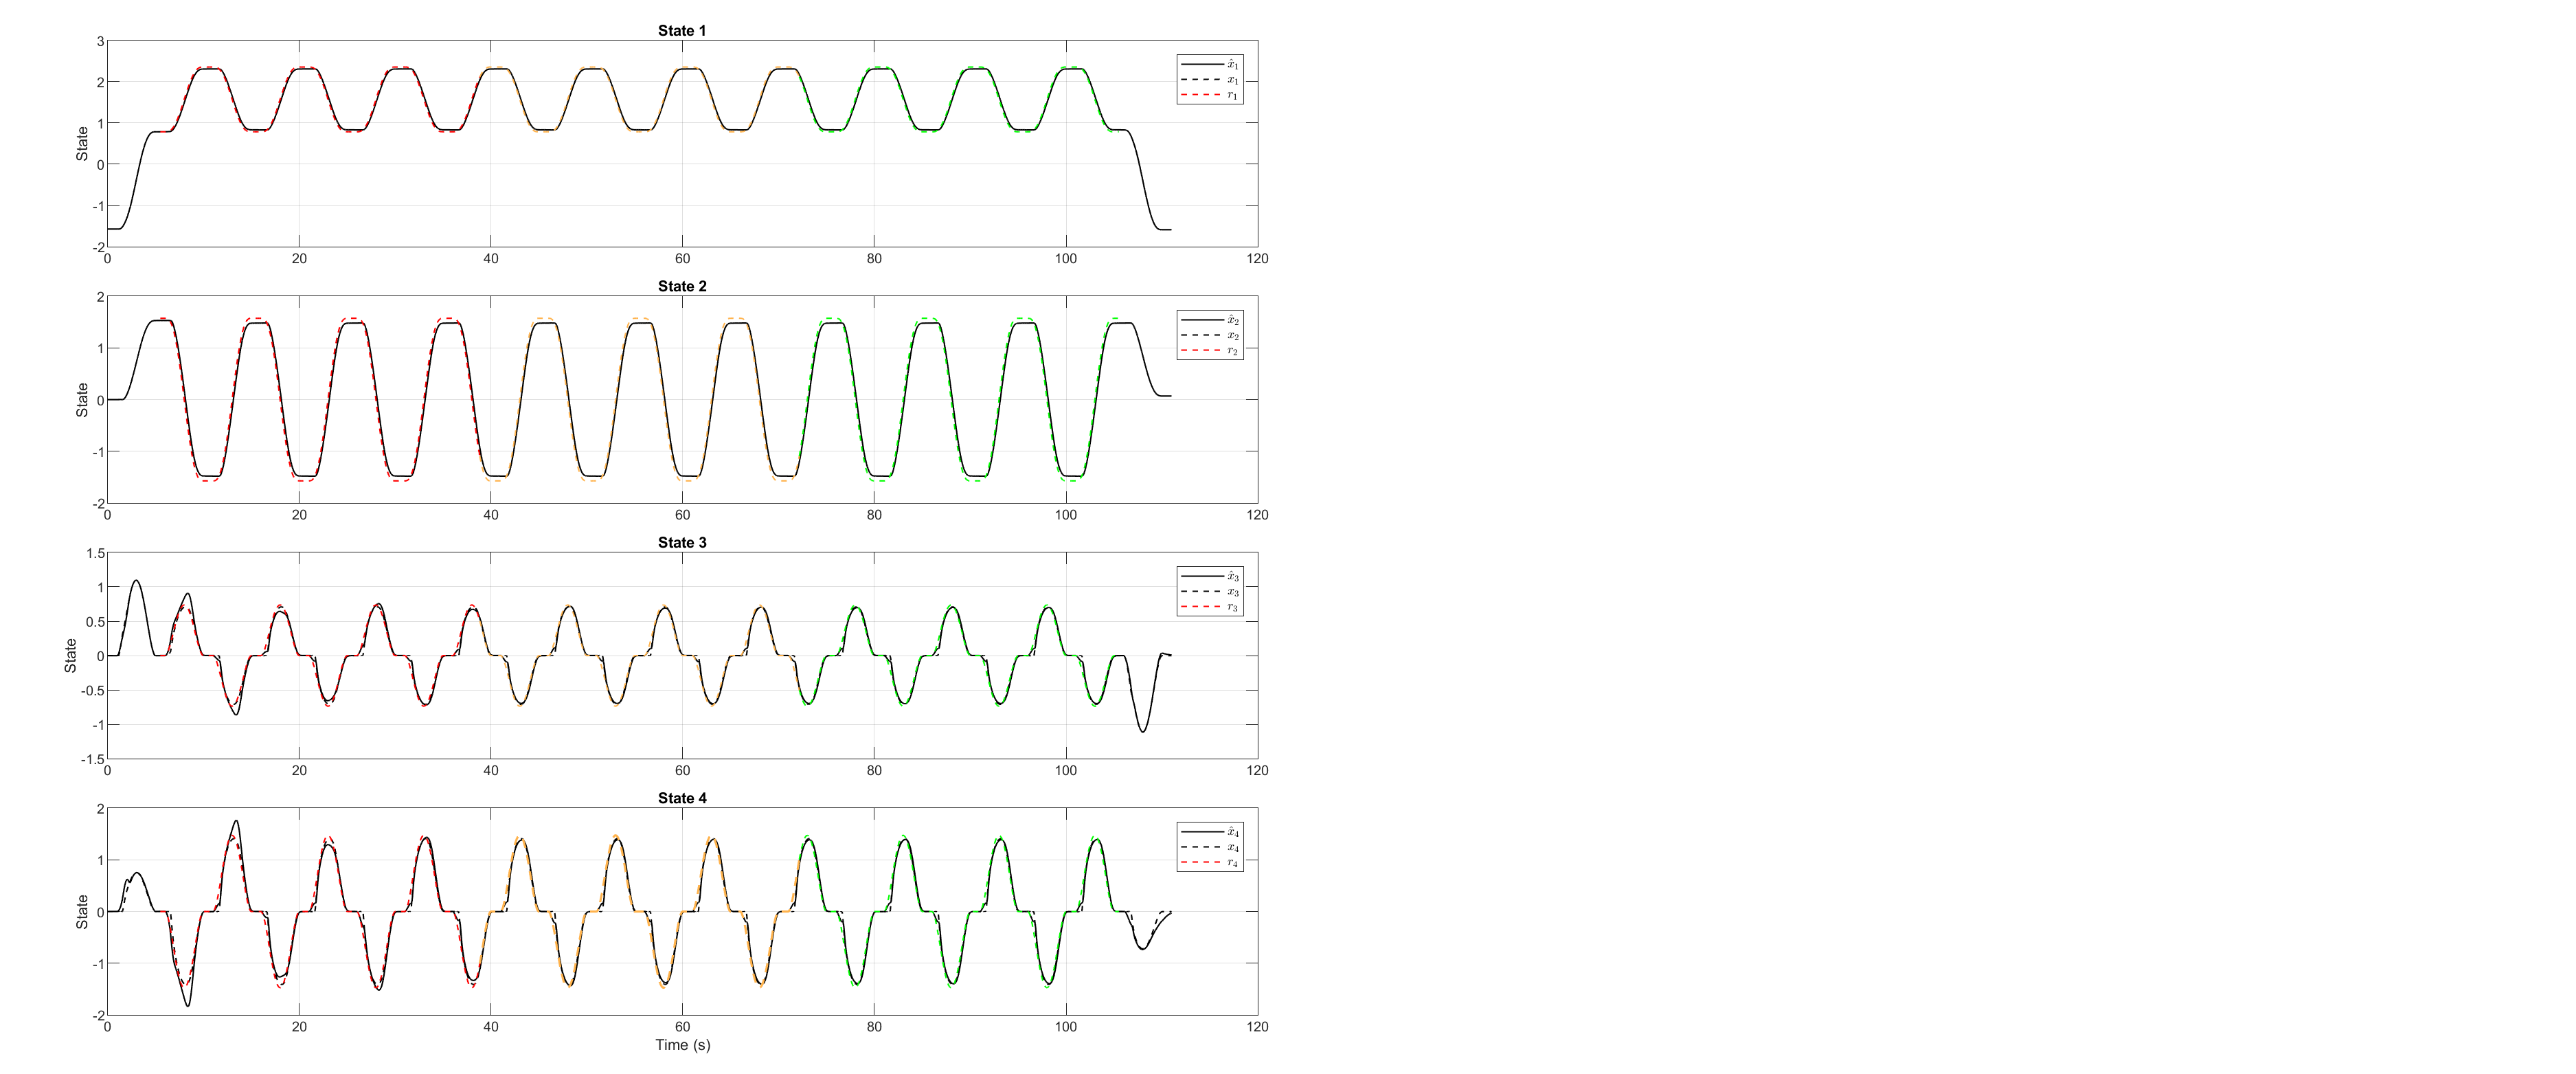 State 1
3
2
1
0
-1
-2
State
0 20 40 60 80 100 120
x̂₁
x₁
r₁
State 2
2
1
0
-1
-2
State
0 20 40 60 80 100 120
x̂₂
x₂
r₂
State 3
1.5
1
0.5
0
-0.5
-1
-1.5
State
0 20 40 60 80 100 120
x̂₃
x₃
r₃
State 4
2
1
0
-1
-2
State
0 20 40 60 80 100 120
x̂₄
x₄
r₄
Time (s)